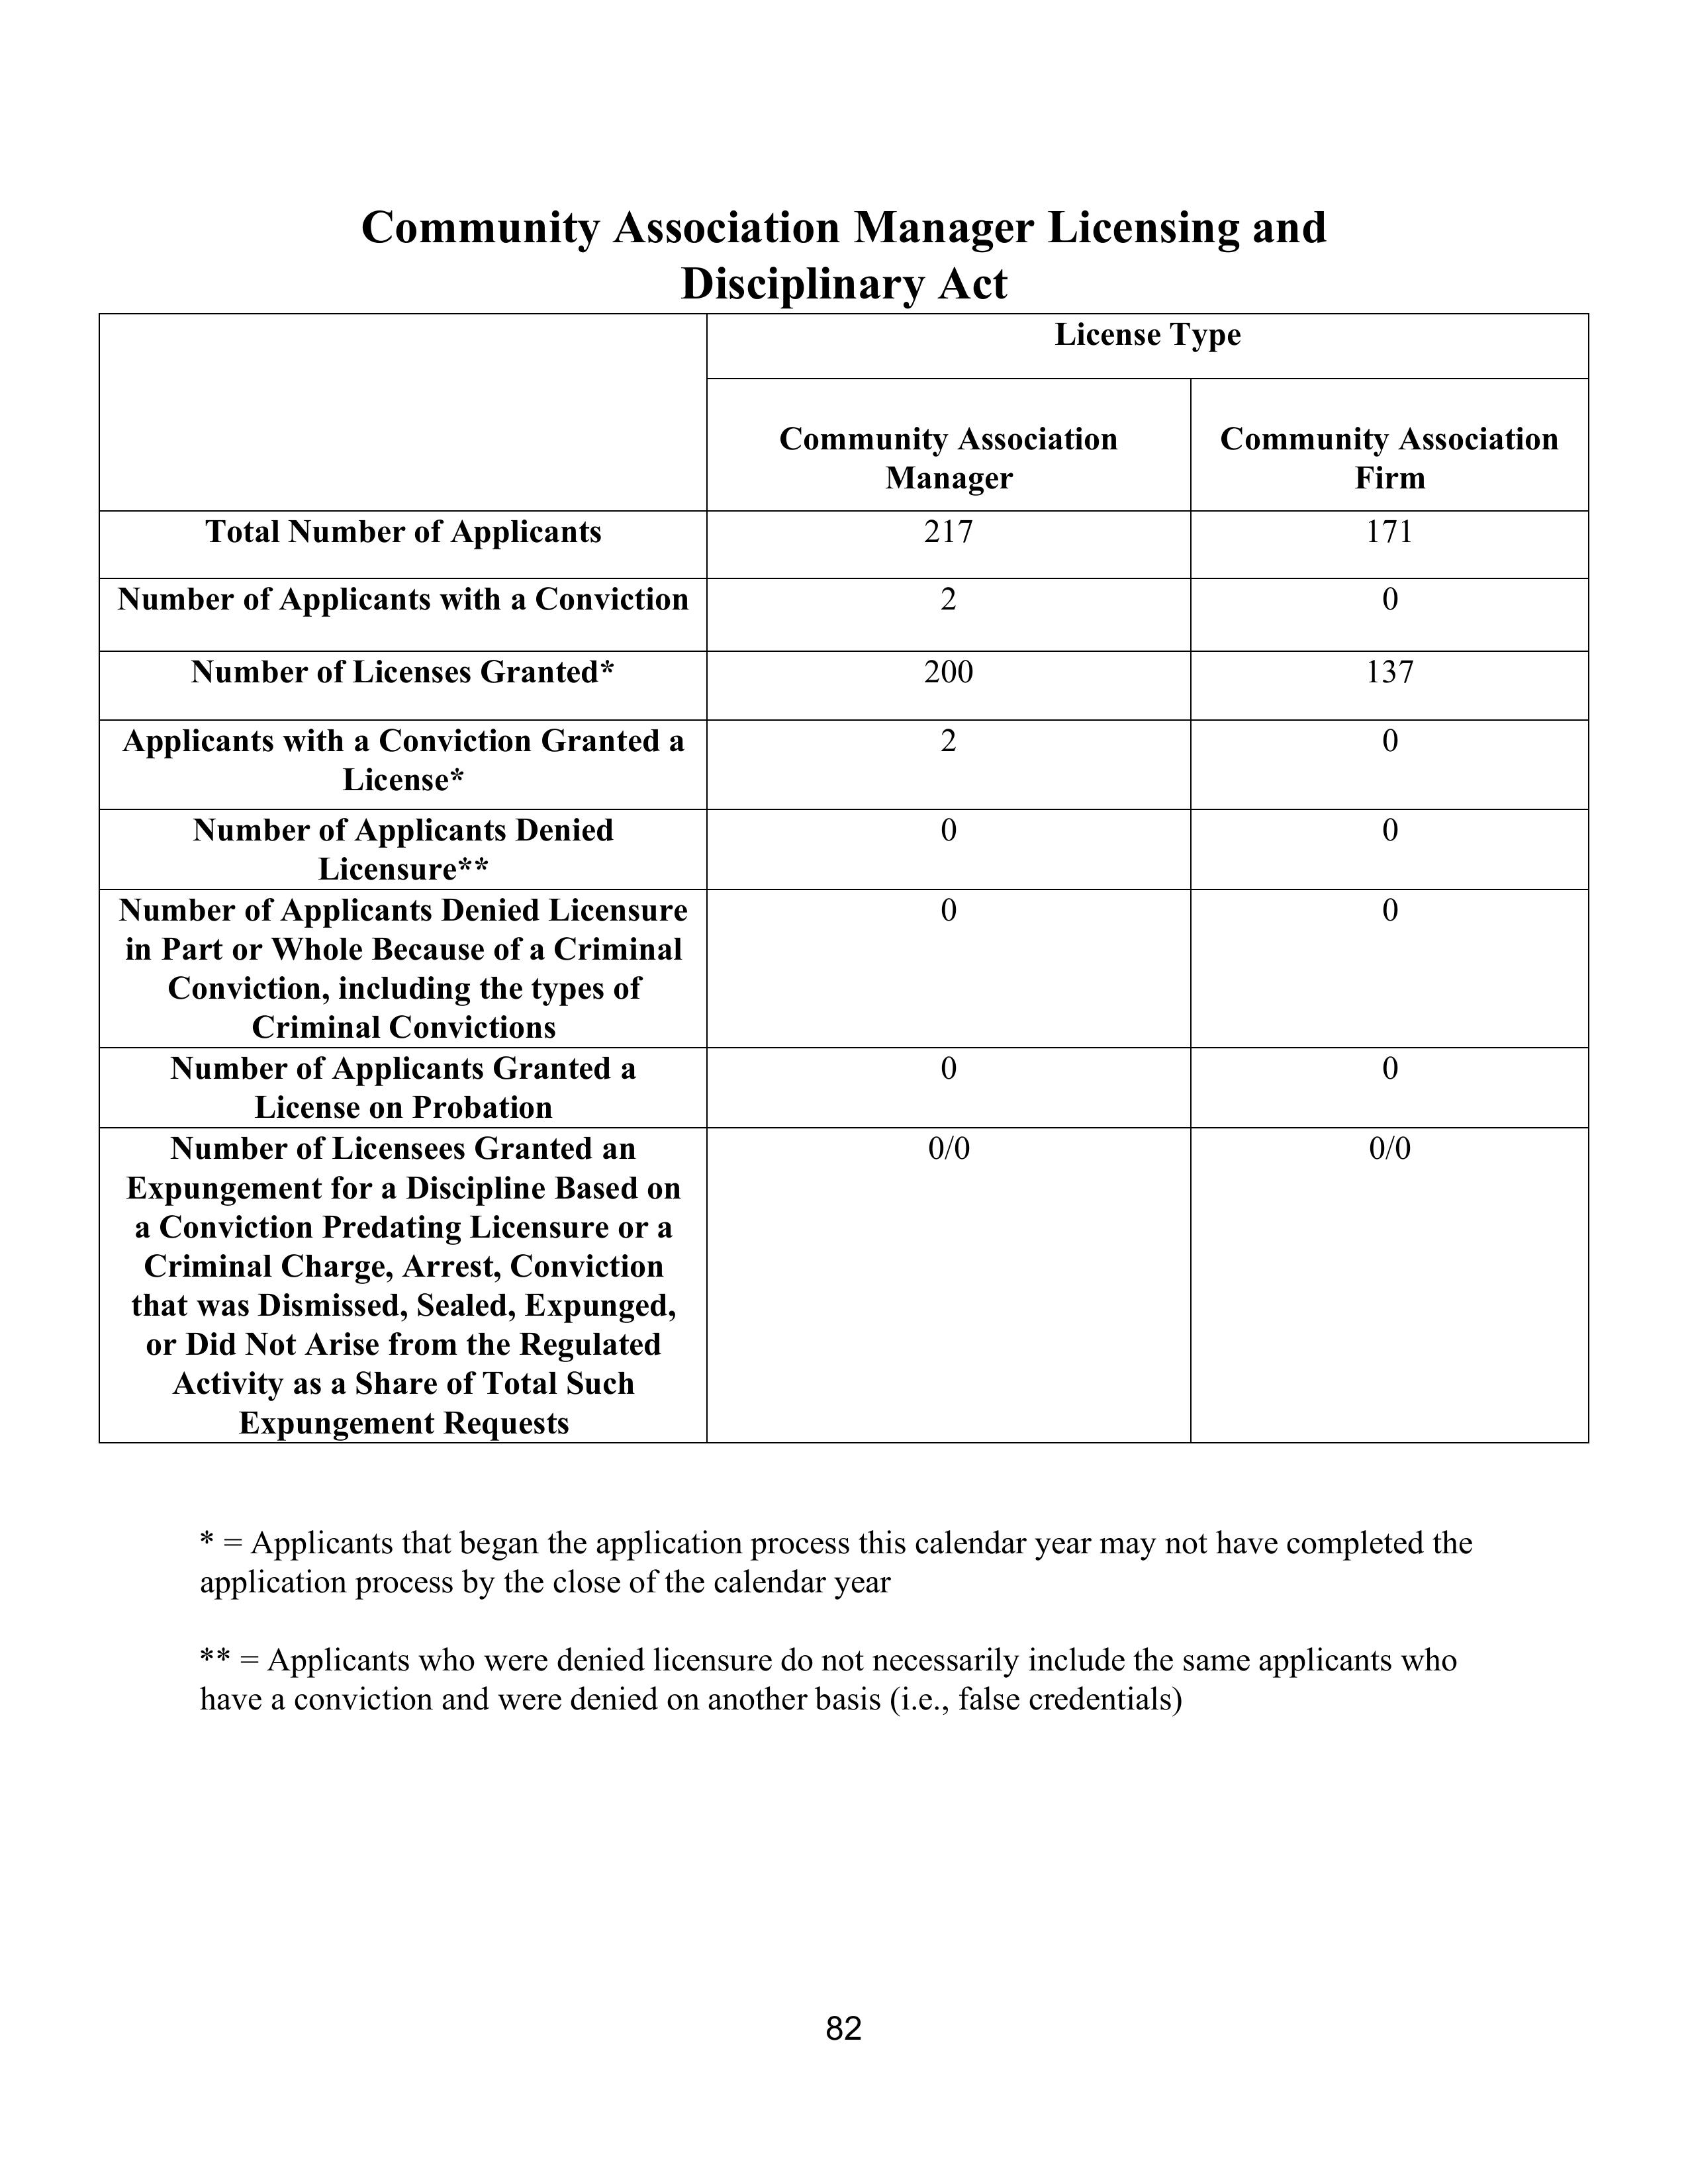 Community Association Manager Licensing and
Disciplinary Act
License Type
Community Association
Manager
Community Association
Firm
Total Number of Applicants
217
171
Number of Applicants with a Conviction
2
0
Number of Licenses Granted*
200
137
Applicants with a Conviction Granted a
License*
2
0
Number of Applicants Denied
Licensure**
0
0
Number of Applicants Denied Licensure
in Part or Whole Because of a Criminal
Conviction, including the types of
Criminal Convictions
0
0
Number of Applicants Granted a
License on Probation
0
0
Number of Licensees Granted an
Expungement for a Discipline Based on
a Conviction Predating Licensure or a
Criminal Charge, Arrest, Conviction
that was Dismissed, Sealed, Expunged,
or Did Not Arise from the Regulated
Activity as a Share of Total Such
Expungement Requests
0/0
0/0
* = Applicants that began the application process this calendar year may not have completed the
application process by the close of the calendar year
** = Applicants who were denied licensure do not necessarily include the same applicants who
have a conviction and were denied on another basis (i.e., false credentials)
82